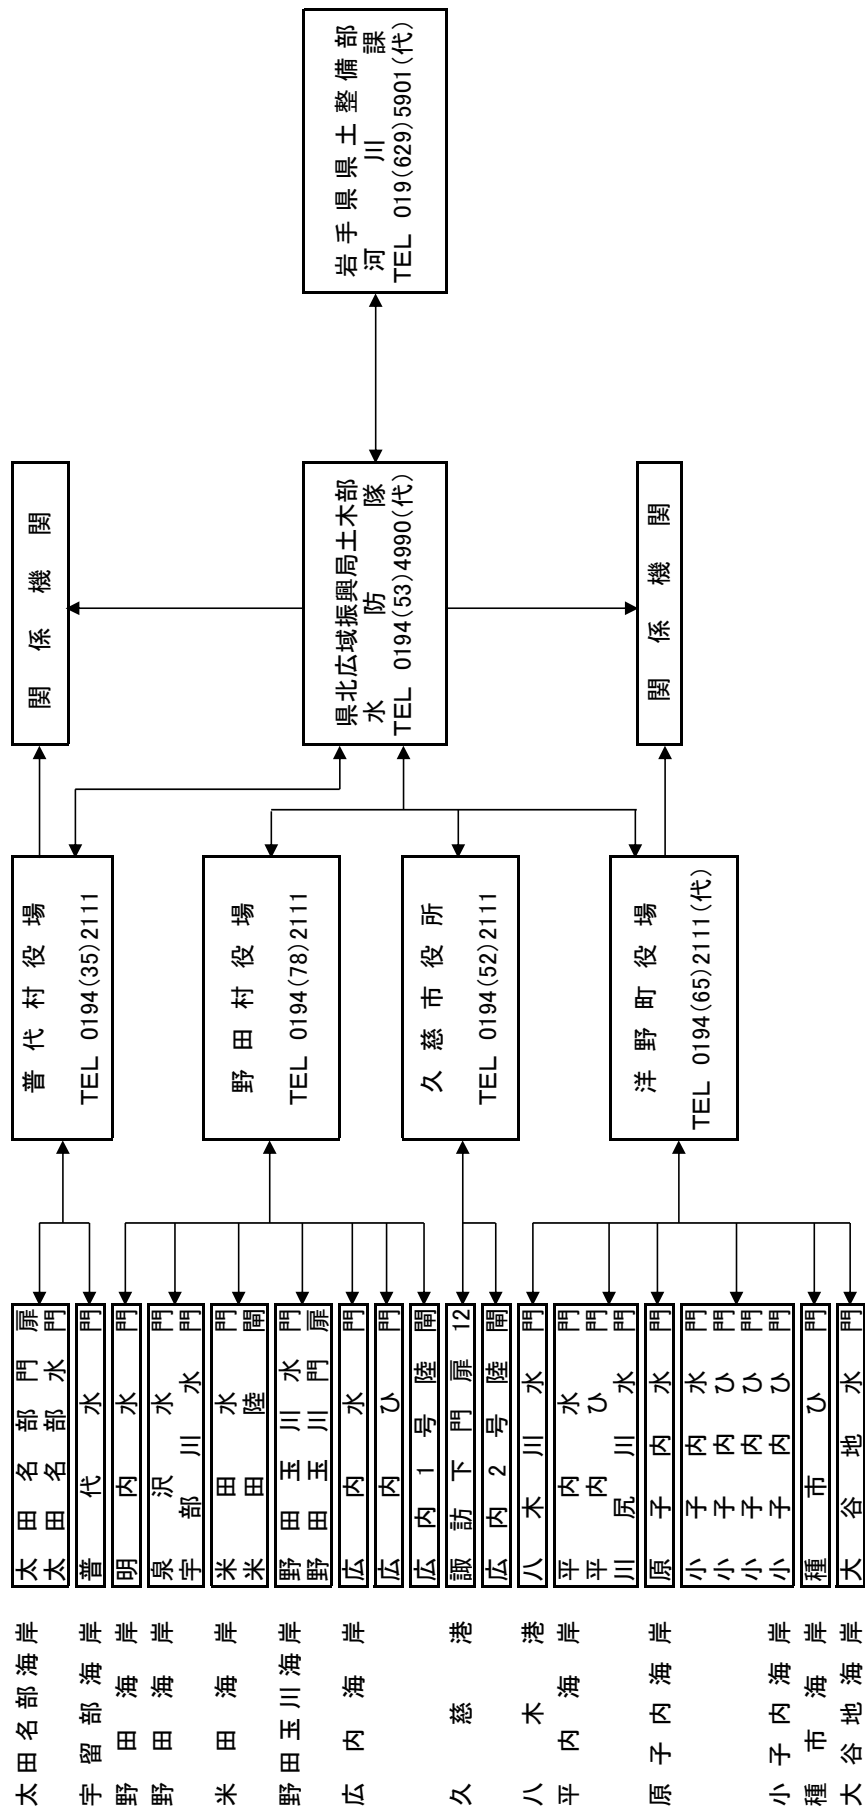 岩手県県土整備部
河川課
TEL 019(629)5901(代)
関係機関
県北広域振興局土木部
水防隊
TEL 0194(53)4990(代)
関係機関
普代村役場
TEL 0194(35)2111
野田村役場
TEL 0194(78)2111
久慈市役所
TEL 0194(52)2111
洋野町役場
TEL 0194(65)2111(代)
太田名部門扉
太田名部水門
普代水門
明内水門
泉沢水門
宇部川水門
米田水門
米田陸閘
野田玉川水門
野田玉川門扉
広内水門
広内ひ門
広内1号陸閘
諏訪下門扉12
広内2号陸閘
八木川水門
平内水門
平内ひ門
川尻川水門
原子内水門
小子内水門
小子内ひ門
小子内ひ門
小子内ひ門
種市ひ門
大谷地水門
太田名部海岸
宇留部海岸
野田海岸
野田海岸
米田海岸
野田玉川海岸
広内海岸
久慈港
八木港
平内海岸
原子内海岸
小子内海岸
種市海岸
大谷地海岸